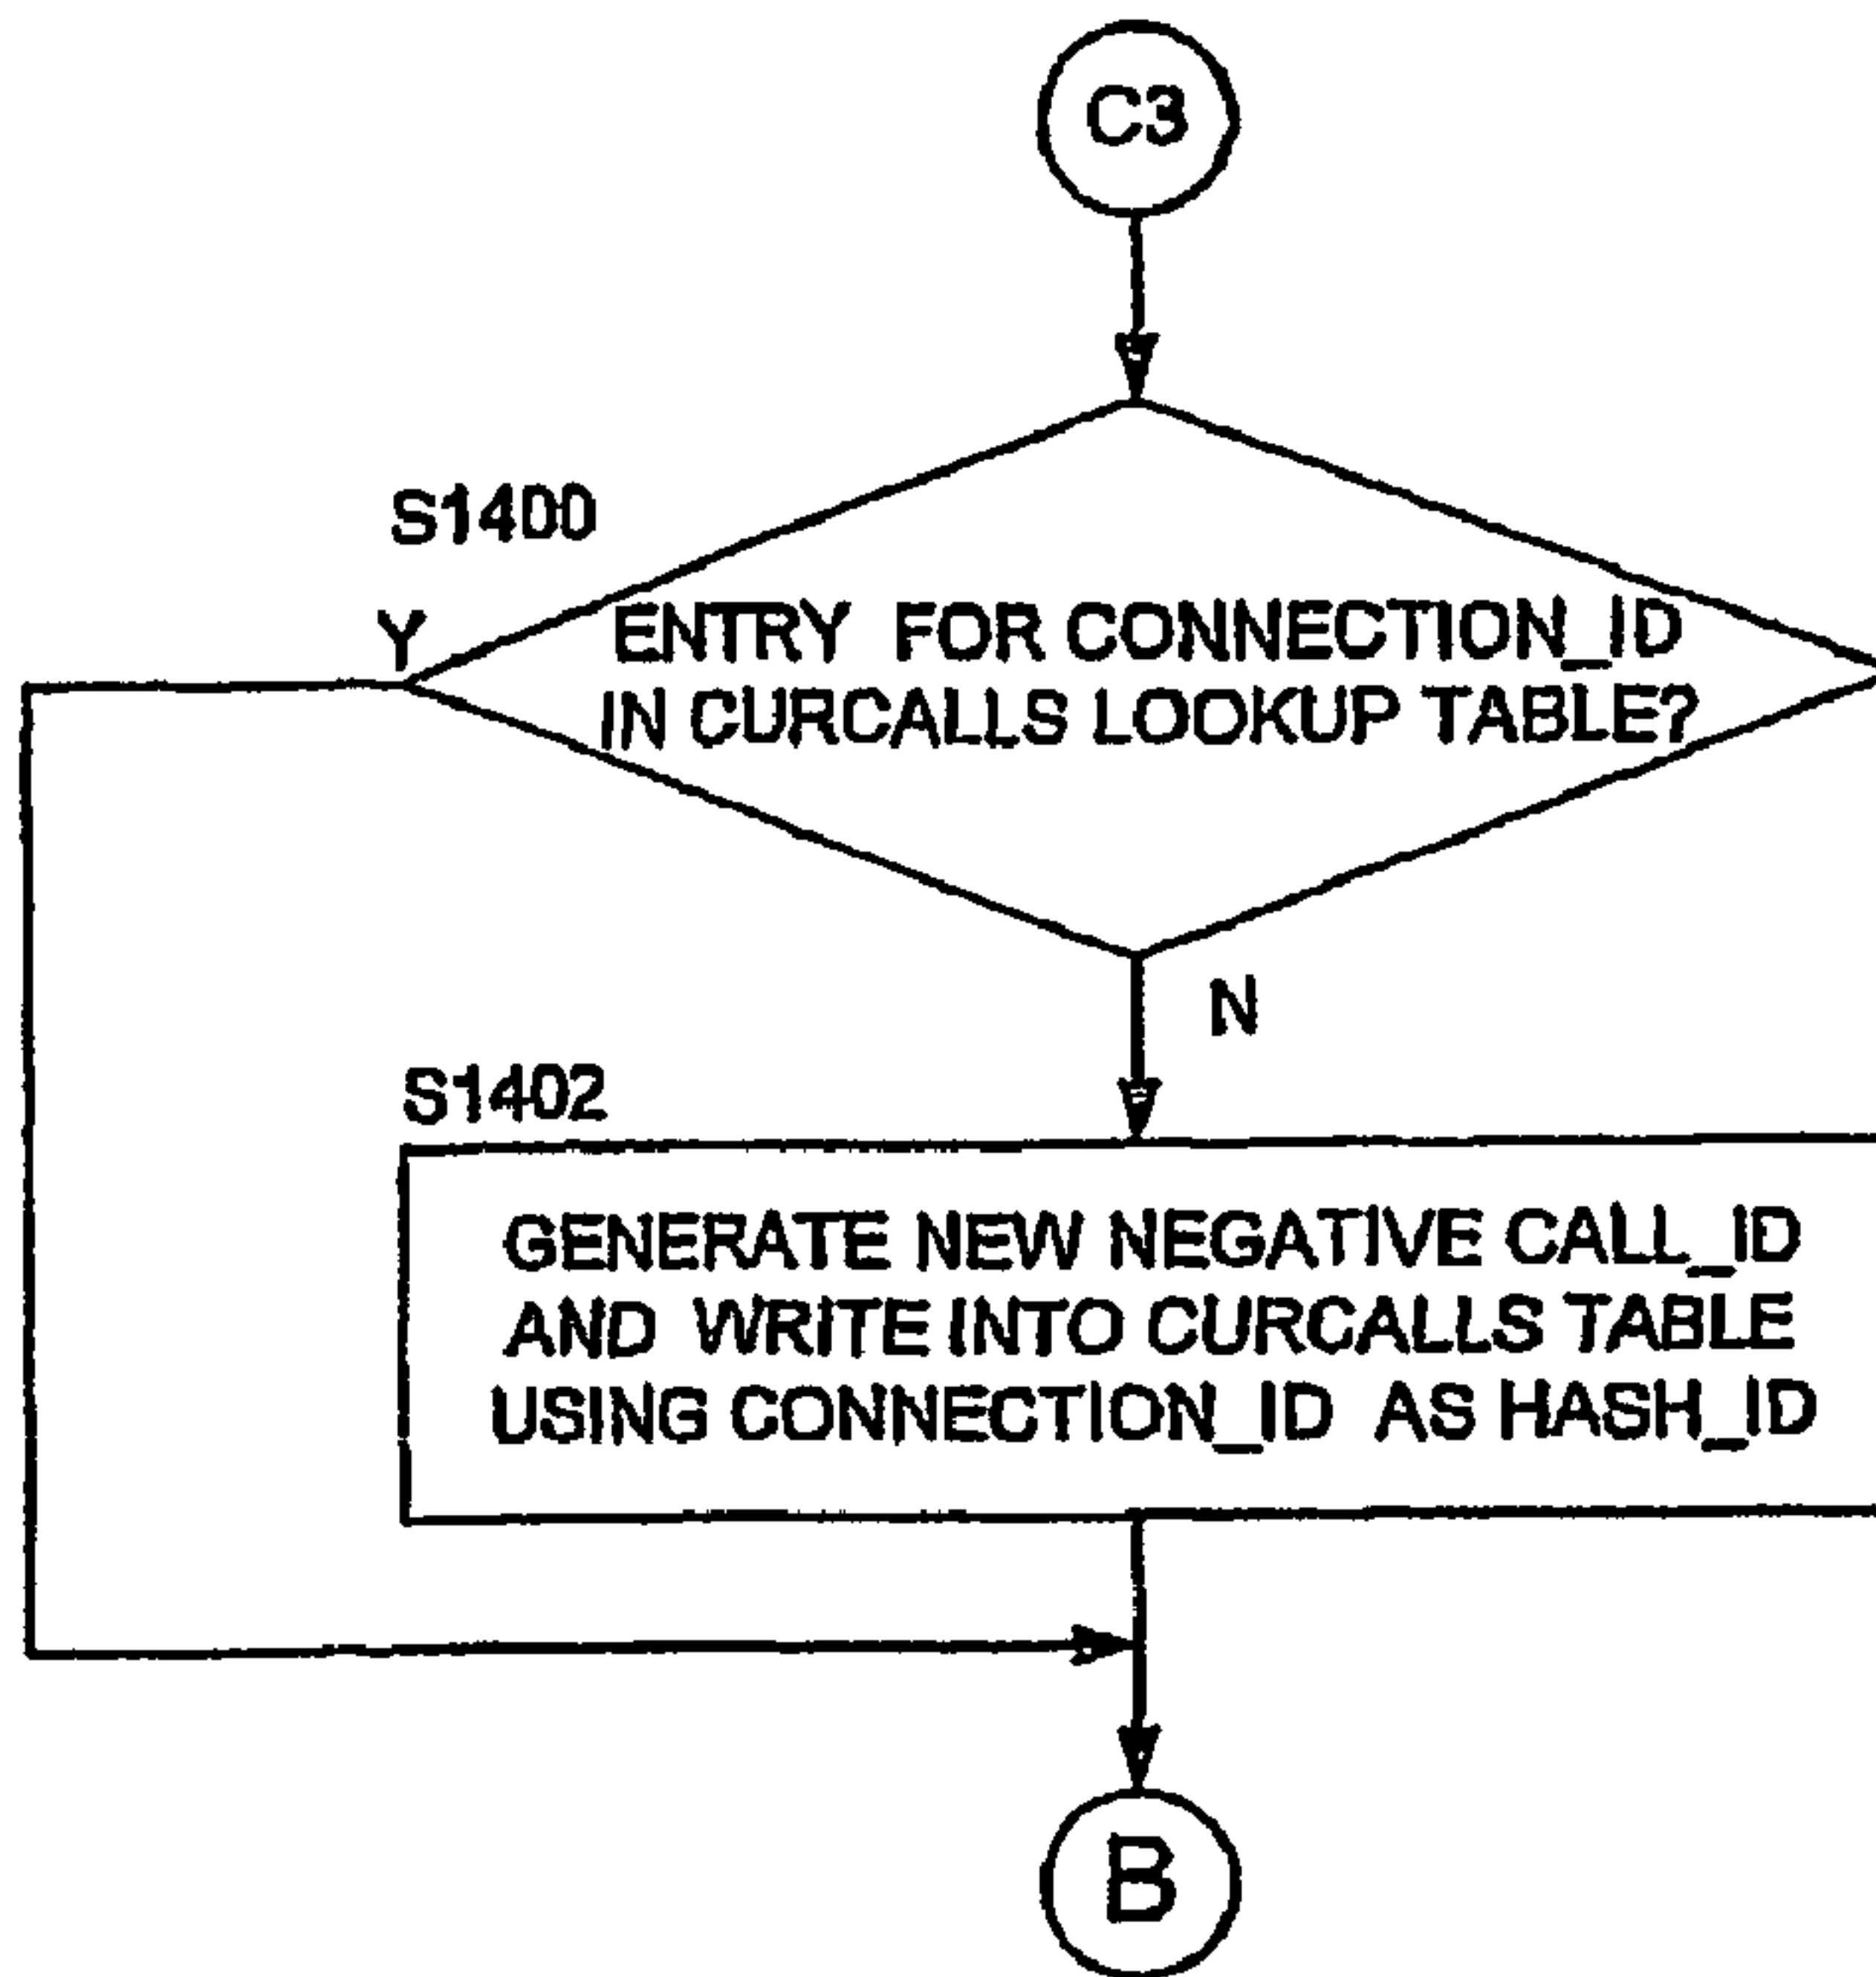 C3
S1400
Y
ENTRY FOR CONNECTION_ID
IN CURCALLS LOOKUP TABLE?
N
S1402
GENERATE NEW NEGATIVE CALL_ID
AND WRITE INTO CURCALLS TABLE
USING CONNECTION_ID AS HASH_ID
B